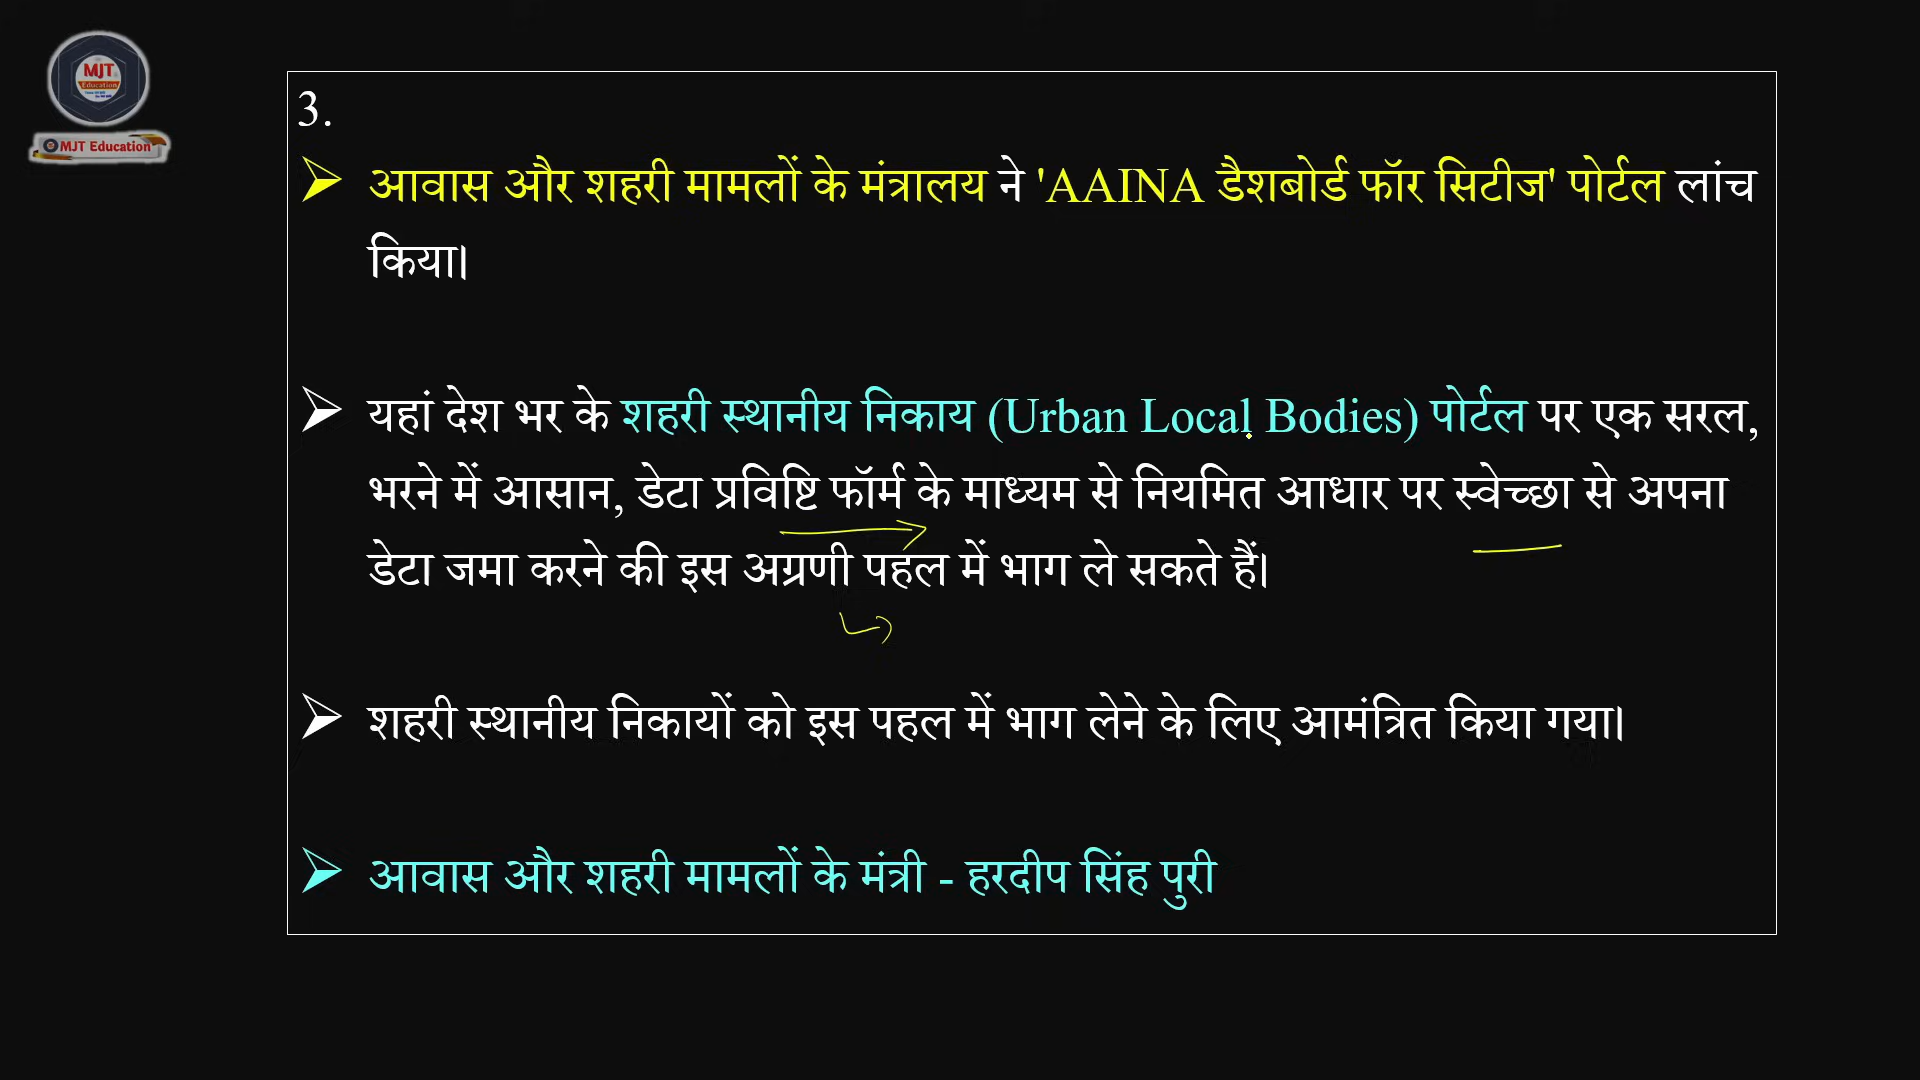 MJT
Education
MJT Education
3.
➢ आवास और शहरी मामलों के मंत्रालय ने 'AAINA डैशबोर्ड फॉर सिटीज' पोर्टल लांच
किया।
➢ यहां देश भर के शहरी स्थानीय निकाय (Urban Local Bodies) पोर्टल पर एक सरल,
भरने में आसान, डेटा प्रविष्टि फॉर्म के माध्यम से नियमित आधार पर स्वेच्छा से अपना
डेटा जमा करने की इस अग्रणी पहल में भाग ले सकते हैं।
➢ शहरी स्थानीय निकायों को इस पहल में भाग लेने के लिए आमंत्रित किया गया।
➢ आवास और शहरी मामलों के मंत्री - हरदीप सिंह पुरी